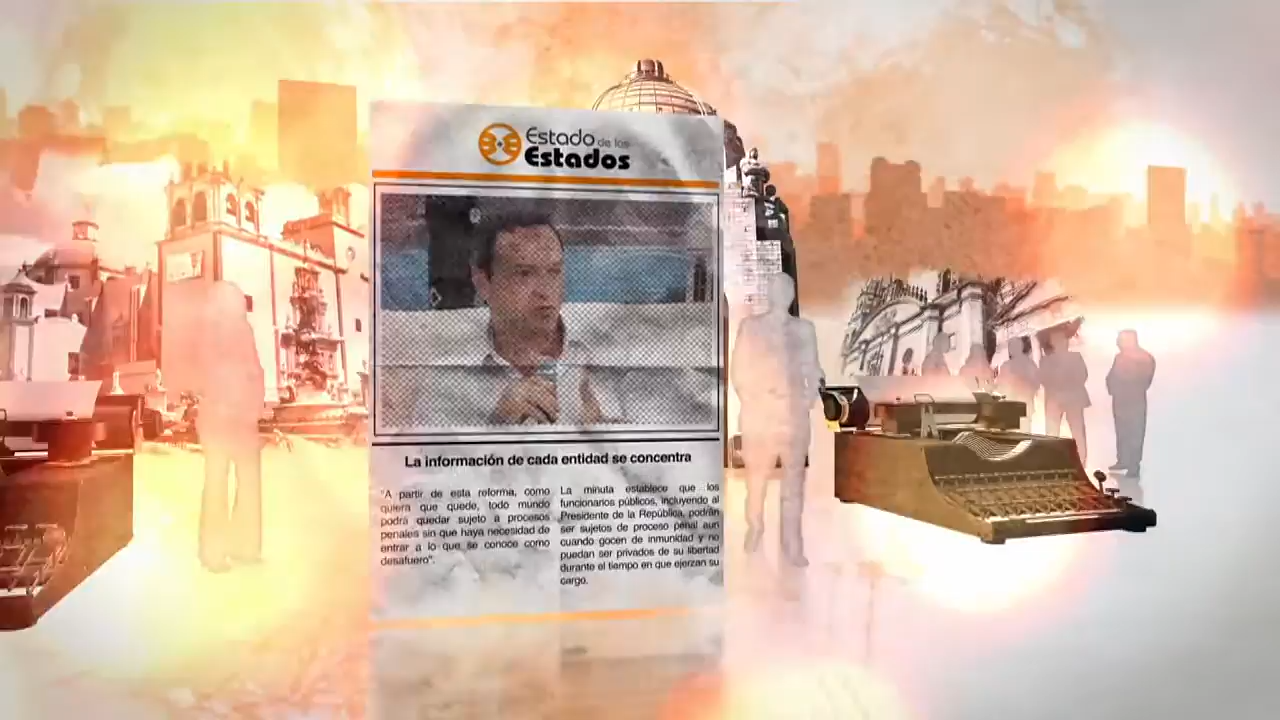 Estado de los
Estados
La información de cada entidad se concentra
"A partir de esta reforma, como
quiera que quede, todo mundo
podrá quedar sujeto a procesos
penales sin que haya necesidad de
entrar a lo que se conoce como
desafuero".
La minuta establece que los
funcionarios públicos, incluyendo al
Presidente de la República, podrán
ser sujetos de proceso penal aun
cuando gocen de inmunidad y no
puedan ser privados de su libertad
durante el tiempo en que ejerzan su
cargo.